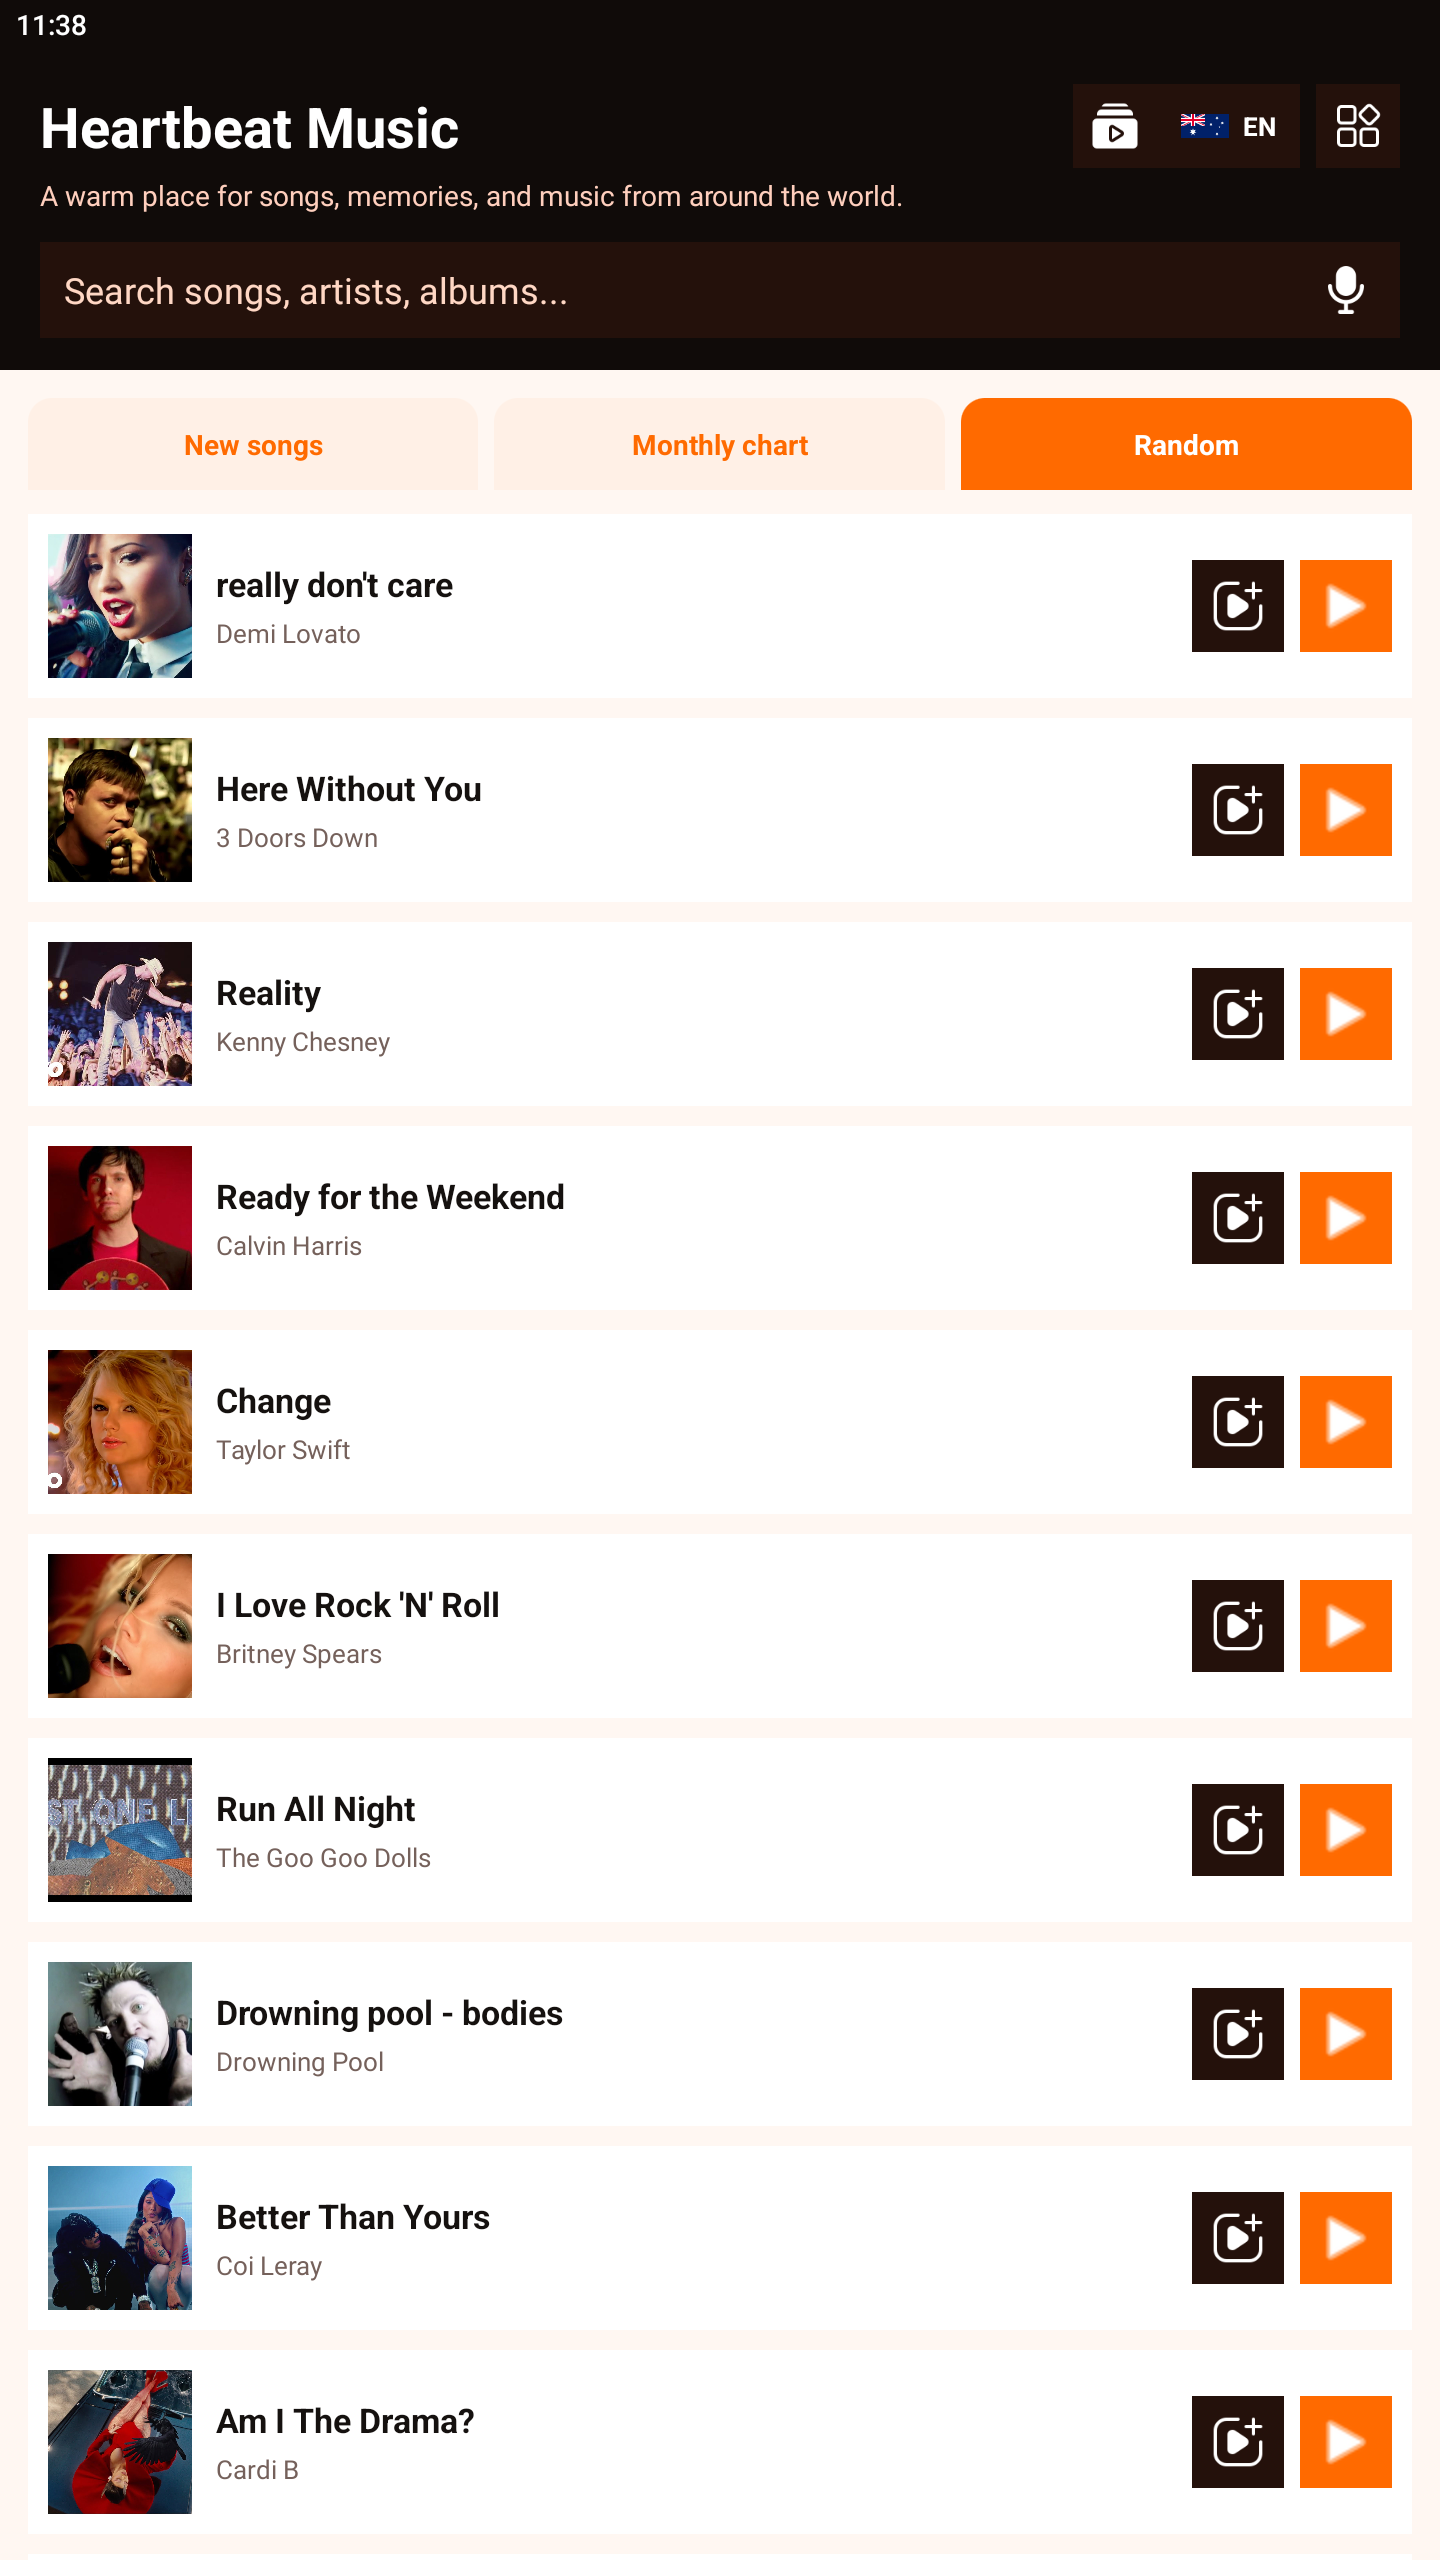 11:38
Heartbeat Music
EN
A warm place for songs, memories, and music from around the world.
Search songs, artists, albums...
New songs
Monthly chart
Random
really don't care
Demi Lovato
Here Without You
3 Doors Down
Reality
Kenny Chesney
Ready for the Weekend
Calvin Harris
Change
Taylor Swift
I Love Rock 'N' Roll
Britney Spears
ST ONE LI
Run All Night
The Goo Goo Dolls
Drowning pool - bodies
Drowning Pool
Better Than Yours
Coi Leray
Am I The Drama?
Cardi B